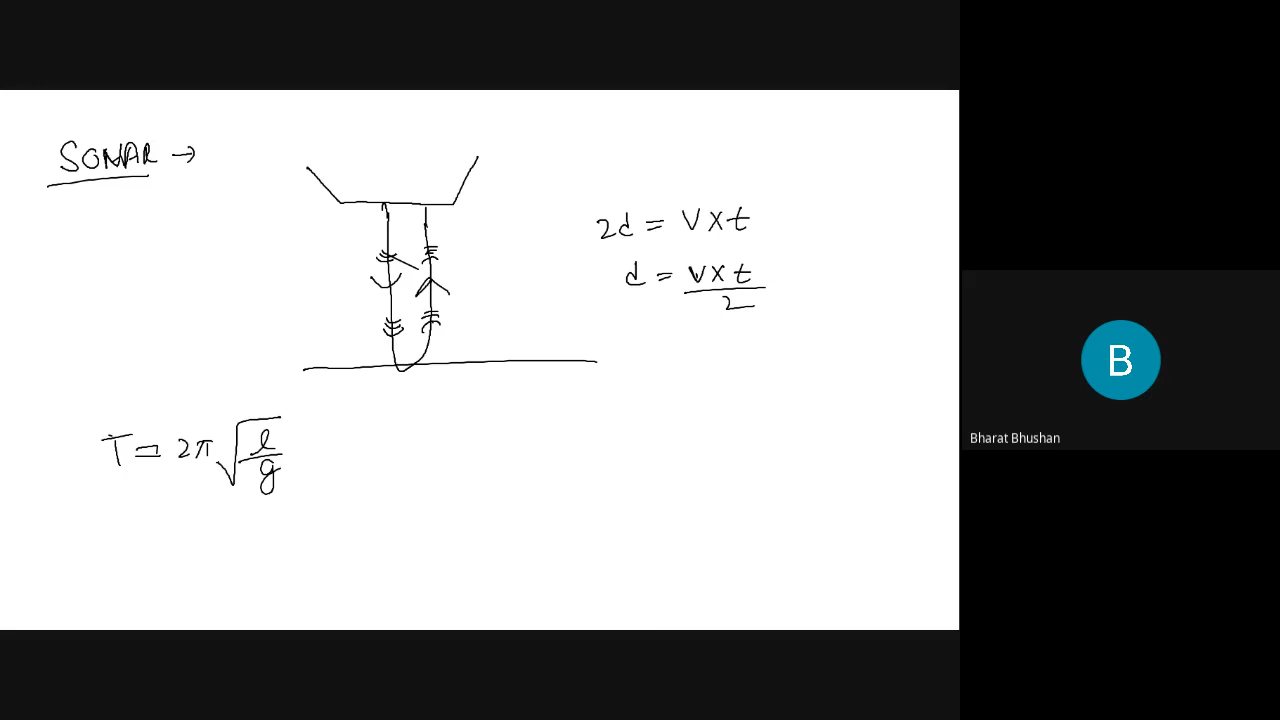 SONAR →
2d = V x t
d = V x t / 2
T = 2π √(l/g)
B
Bharat Bhushan